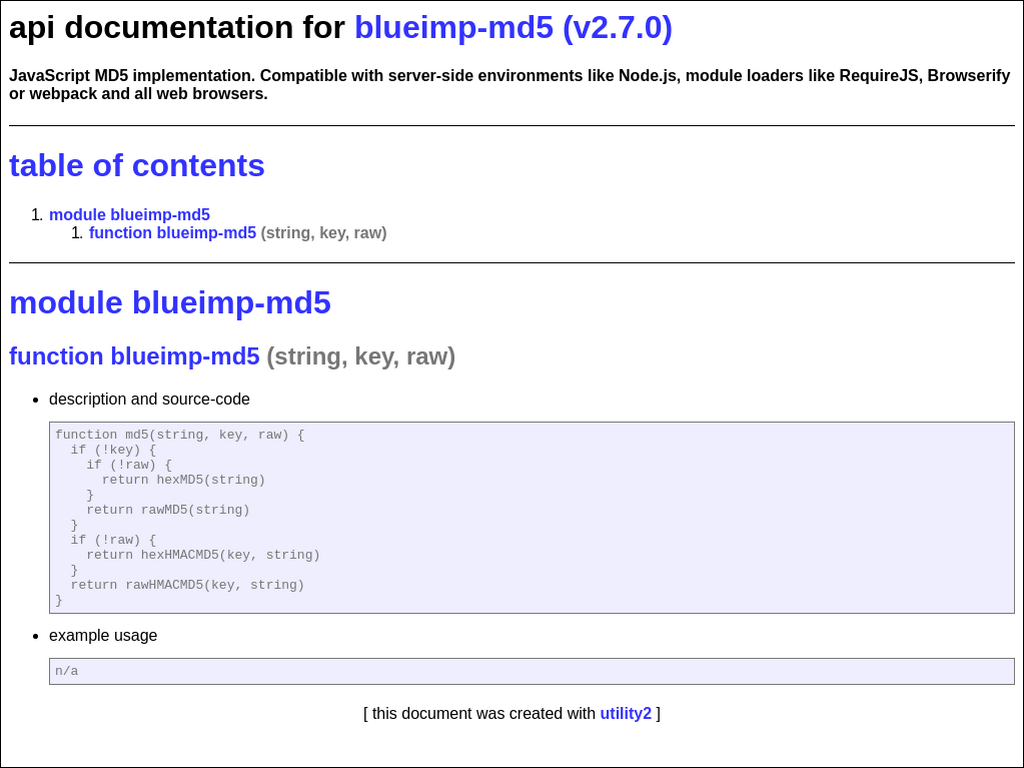 api documentation for blueimp-md5 (v2.7.0)
JavaScript MD5 implementation. Compatible with server-side environments like Node.js, module loaders like RequireJS, Browserify
or webpack and all web browsers.
table of contents
1. module blueimp-md5
1. function blueimp-md5 (string, key, raw)
module blueimp-md5
function blueimp-md5 (string, key, raw)
• description and source-code
function md5(string, key, raw) {
  if (!key) {
    if (!raw) {
      return hexMD5(string)
    }
    return rawMD5(string)
  }
  if (!raw) {
    return hexHMACMD5(key, string)
  }
  return rawHMACMD5(key, string)
}
• example usage
n/a
[ this document was created with utility2 ]